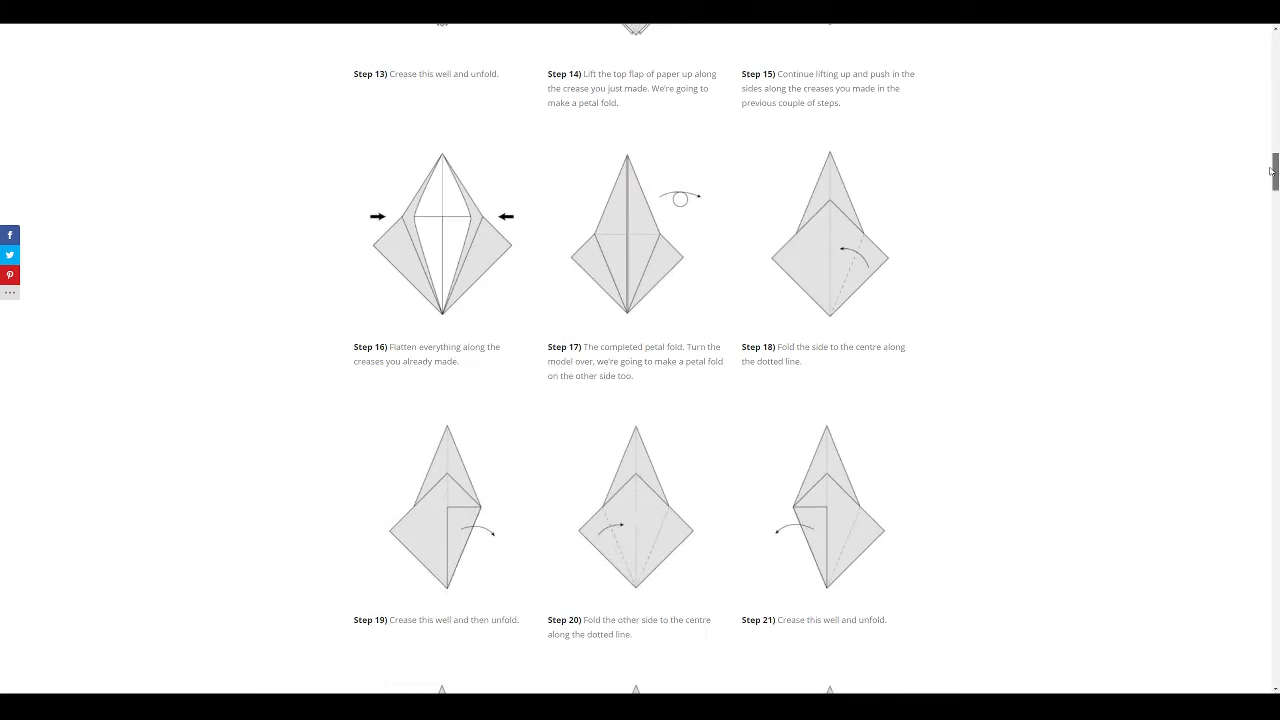 Step 13) Crease this well and unfold.
Step 14) Lift the top flap of paper up along
the crease you just made. We're going to
make a petal fold.
Step 15) Continue lifting up and push in the
sides along the creases you made in the
previous couple of steps.
Step 16) Flatten everything along the
creases you already made.
Step 17) The completed petal fold. Turn the
model over, we're going to make a petal fold
on the other side too.
Step 18) Fold the side to the centre along
the dotted line.
Step 19) Crease this well and then unfold.
Step 20) Fold the other side to the centre
along the dotted line.
Step 21) Crease this well and unfold.